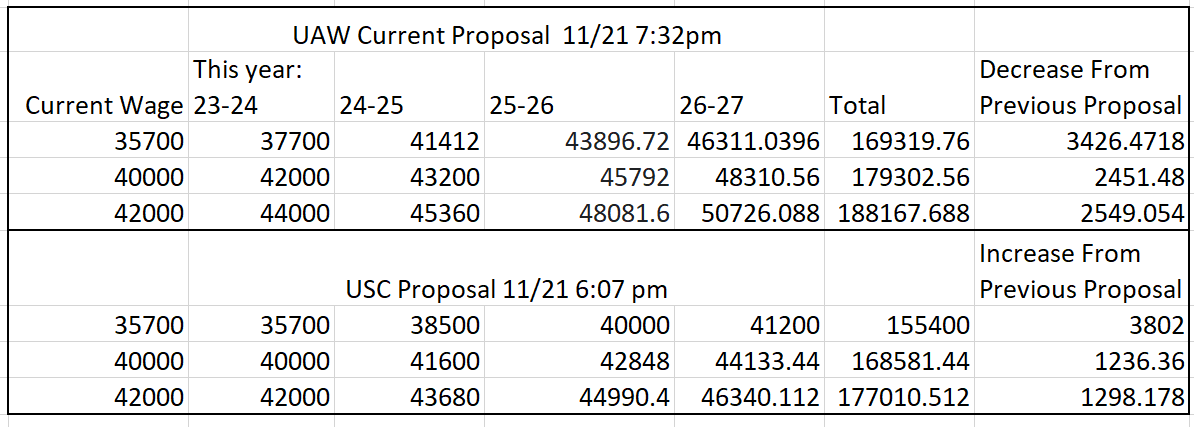 UAW Current Proposal 11/21 7:32pm
This year: Decrease From
Current Wage 23-24 24-25 25-26 26-27 Total Previous Proposal
35700 37700 41412 43896.72 46311.0396 169319.76 3426.4718
40000 42000 43200 45792 48310.56 179302.56 2451.48
42000 44000 45360 48081.6 50726.088 188167.688 2549.054
Increase From
USC Proposal 11/21 6:07 pm Previous Proposal
35700 35700 38500 40000 41200 155400 3802
40000 40000 41600 42848 44133.44 168581.44 1236.36
42000 42000 43680 44990.4 46340.112 177010.512 1298.178